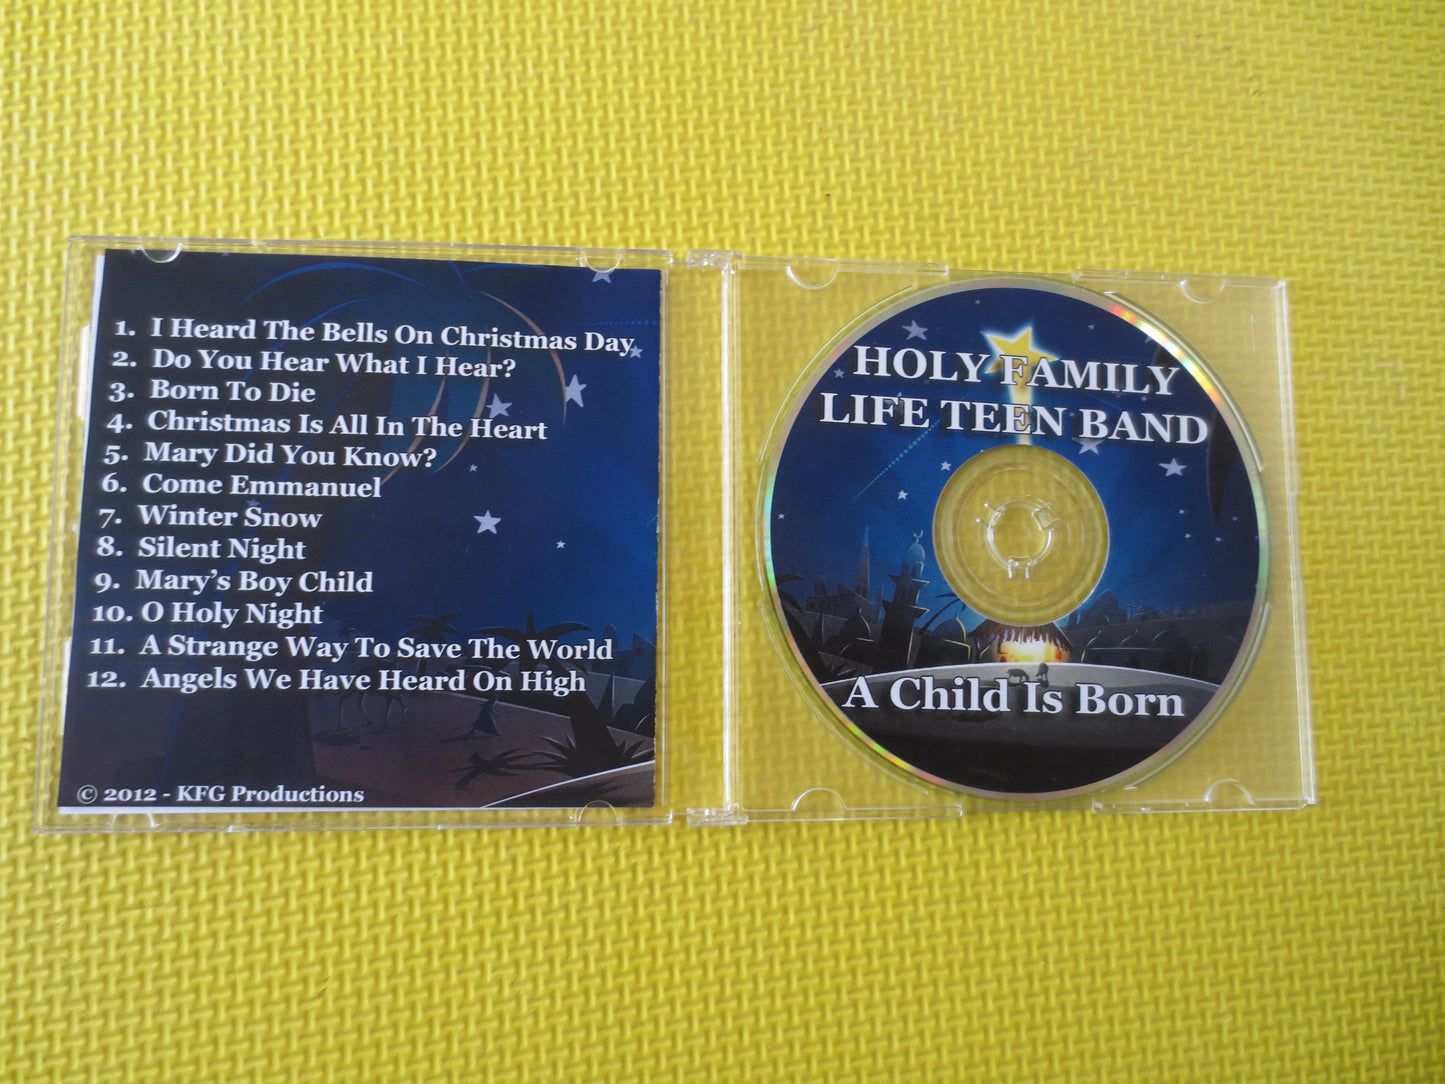 1. I Heard The Bells On Christmas Day
2. Do You Hear What I Hear?
3. Born To Die
4. Christmas Is All In The Heart
5. Mary Did You Know?
6. Come Emmanuel
7. Winter Snow
8. Silent Night
9. Mary's Boy Child
10. O Holy Night
11. A Strange Way To Save The World
12. Angels We Have Heard On High
© 2012 - KFG Productions
HOLY FAMILY
LIFE TEEN BAND
A Child Is Born